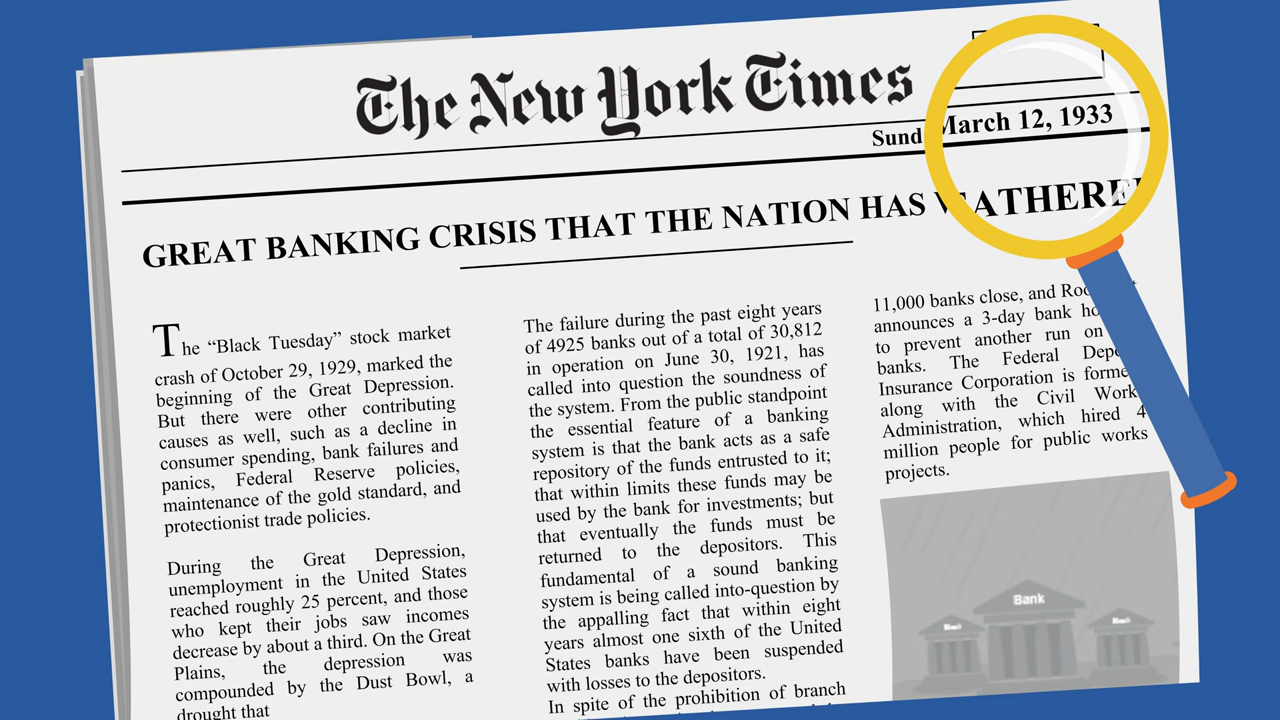 The New York Times
Sund March 12, 1933
GREAT BANKING CRISIS THAT THE NATION HAS WEATHERED
The “Black Tuesday” stock market
crash of October 29, 1929, marked the
beginning of the Great Depression.
But there were other contributing
causes as well, such as a decline in
consumer spending, bank failures and
panics, Federal Reserve policies,
maintenance of the gold standard, and
protectionist trade policies.
During the Great Depression,
unemployment in the United States
reached roughly 25 percent, and those
who kept their jobs saw incomes
decrease by about a third. On the Great
Plains, the depression was
compounded by the Dust Bowl, a
drought that
The failure during the past eight years
of 4925 banks out of a total of 30,812
in operation on June 30, 1921, has
called into question the soundness of
the system. From the public standpoint
the essential feature of a banking
system is that the bank acts as a safe
repository of the funds entrusted to it;
that within limits these funds may be
used by the bank for investments; but
that eventually the funds must be
returned to the depositors. This
fundamental of a sound banking
system is being called into-question by
the appalling fact that within eight
years almost one sixth of the United
States banks have been suspended
with losses to the depositors.
In spite of the prohibition of branch
11,000 banks close, and
announces a 3-day bank
to prevent another run on
banks. The Federal
Insurance Corporation is
along with the Civil
Administration, which hired 4
million people for public works
projects.
Bank
Bank
Bank